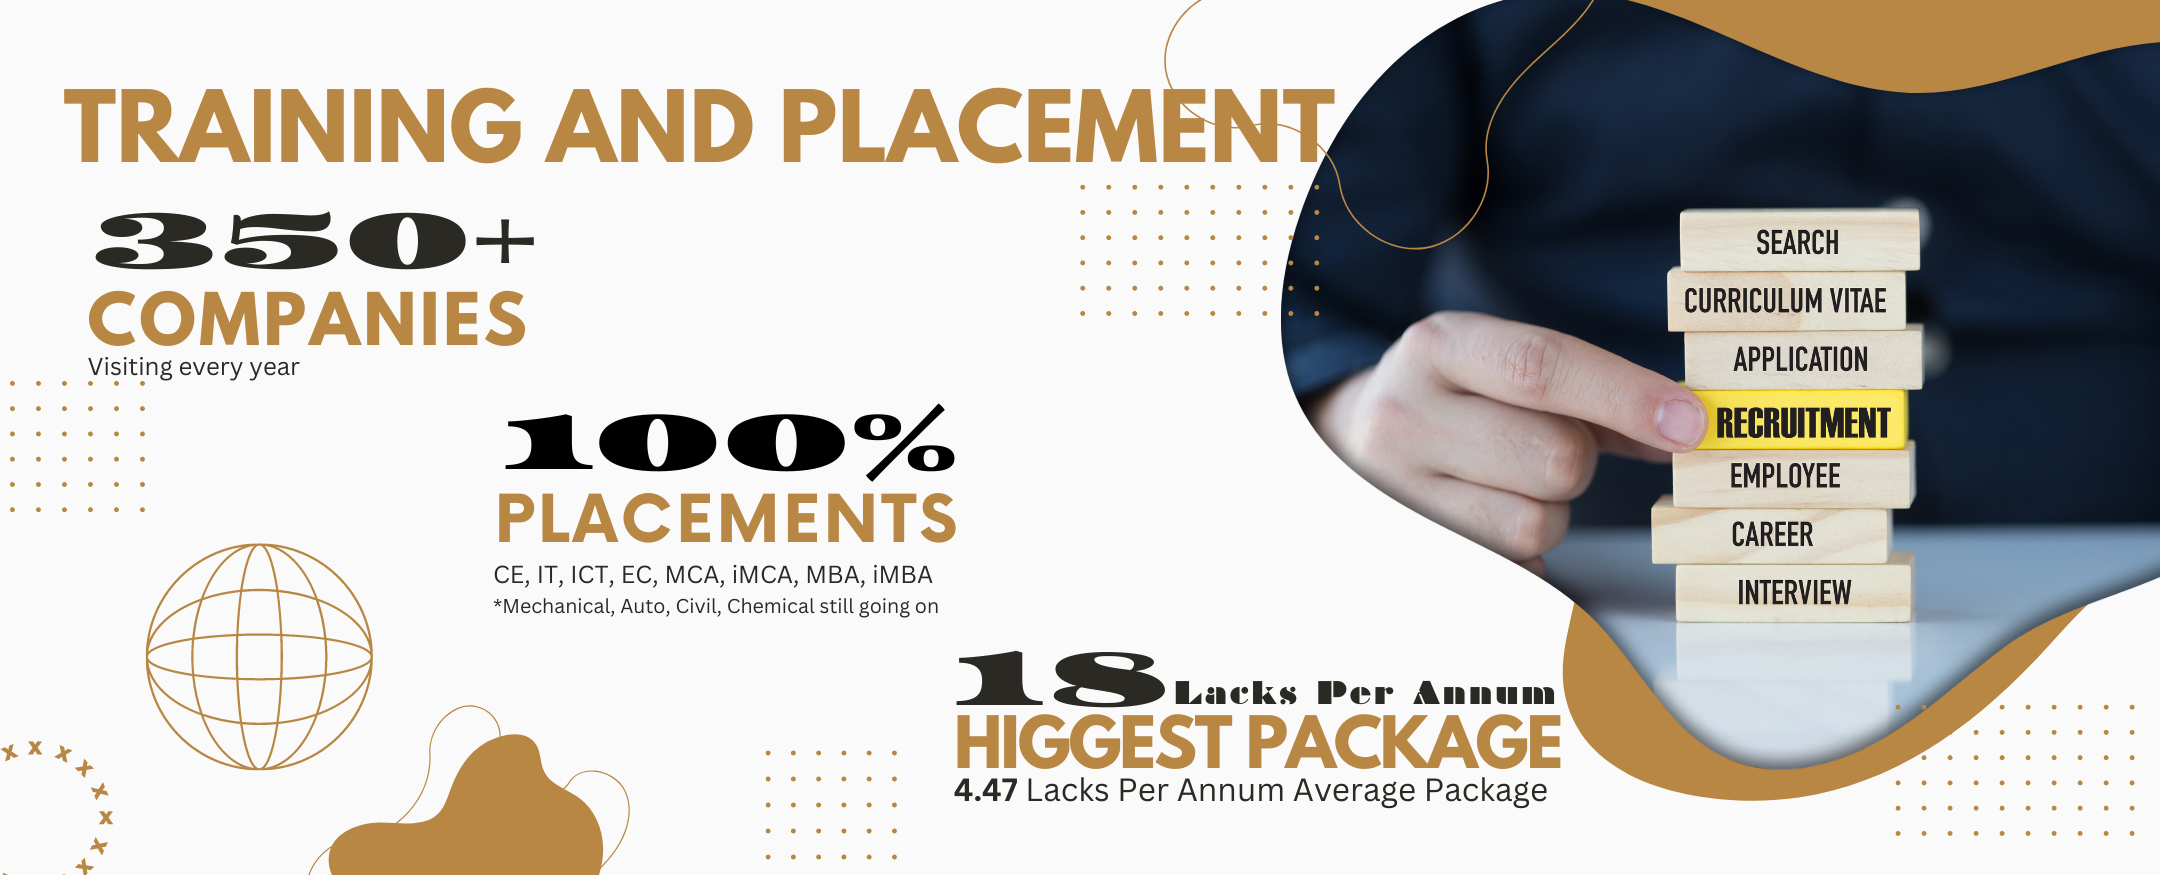 TRAINING AND PLACEMENT
350+
COMPANIES
Visiting every year
100%
PLACEMENTS
CE, IT, ICT, EC, MCA, iMCA, MBA, iMBA
*Mechanical, Auto, Civil, Chemical still going on
18 Lacks Per Annum
HIGGEST PACKAGE
4.47 Lacks Per Annum Average Package
SEARCH
CURRICULUM VITAE
APPLICATION
RECRUITMENT
EMPLOYEE
CAREER
INTERVIEW